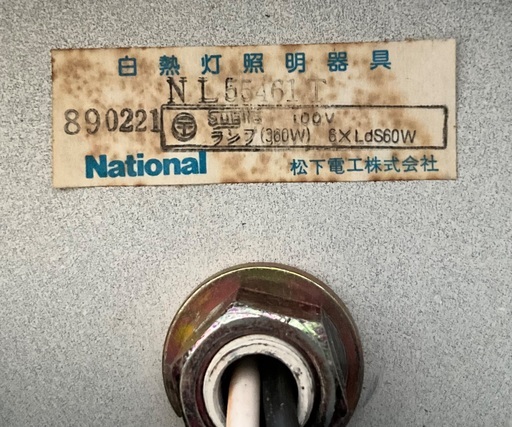 白熱灯照明器具
NL56461T
890221 〒 100V
ランプ(360W) 6×LdS60W
National 松下電工株式会社